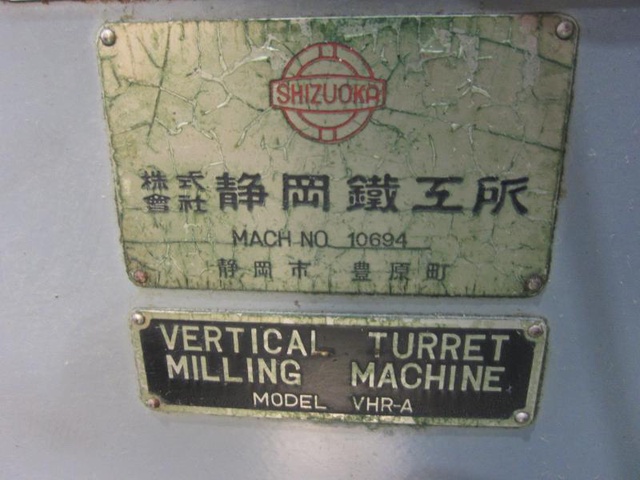 SHIZUOKA
株式會社 静岡鐵工所
MACH NO 10694
静岡市 豊原町
VERTICAL TURRET
MILLING MACHINE
MODEL VHR-A